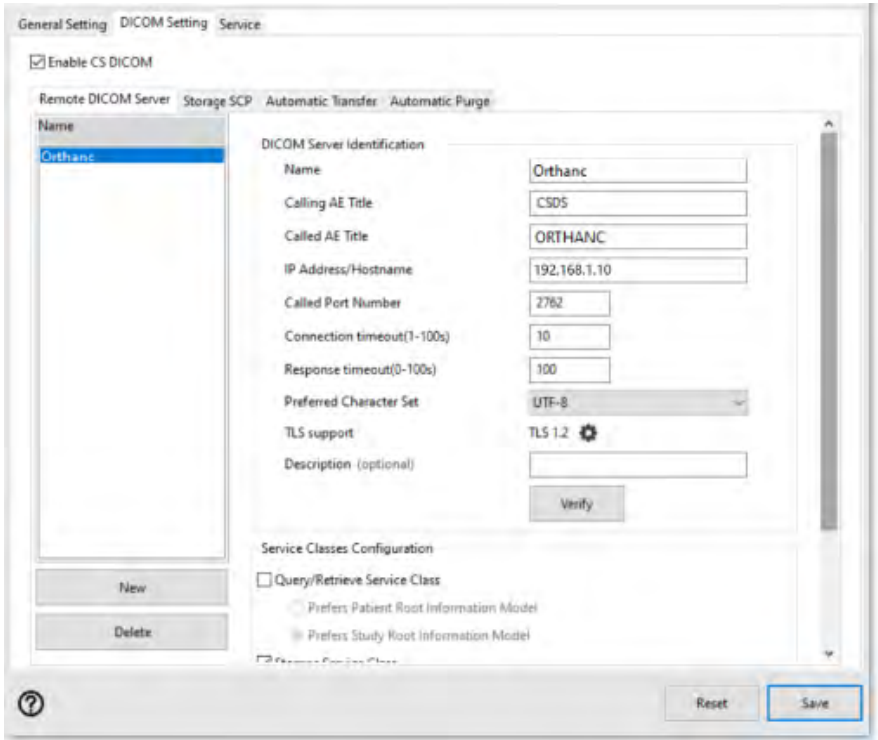 General Setting DICOM Setting Service
Enable CS DICOM
Remote DICOM Server Storage SCP Automatic Transfer Automatic Purge
Name
Orthanc
DICOM Server Identification
Name Orthanc
Calling AE Title CSDS
Called AE Title ORTHANC
IP Address/Hostname 192.168.1.10
Called Port Number 2762
Connection timeout(1-100s) 10
Response timeout(0-100s) 100
Preferred Character Set UTF-8
TLS support TLS 1.2
Description (optional)
Verify
Service Classes Configuration
Query/Retrieve Service Class
Prefers Patient Root Information Model
Prefers Study Root Information Model
Storage Service Class
New
Delete
Reset Save